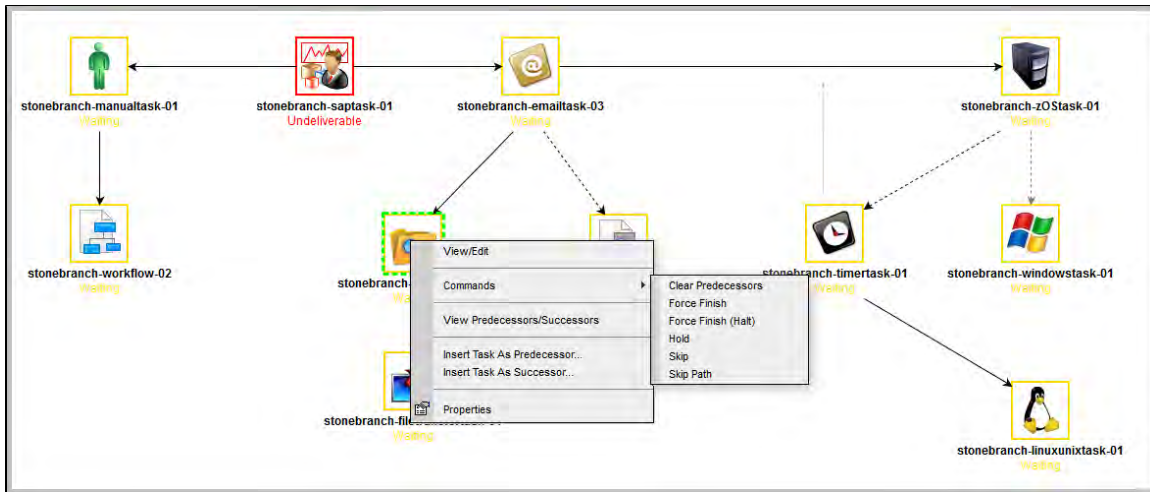 stonebranch-manualtask-01
Waiting
stonebranch-saptask-01
Undeliverable
stonebranch-emailtask-03
Waiting
stonebranch-zOStask-01
Waiting
stonebranch-workflow-02
Waiting
stonebranch-timertask-01
Waiting
stonebranch-windowstask-01
Waiting
View/Edit
Commands
View Predecessors/Successors
Insert Task As Predecessor...
Insert Task As Successor...
Properties
Clear Predecessors
Force Finish
Force Finish (Halt)
Hold
Skip
Skip Path
Waiting
stonebranch-linuxunixtask-01
Waiting